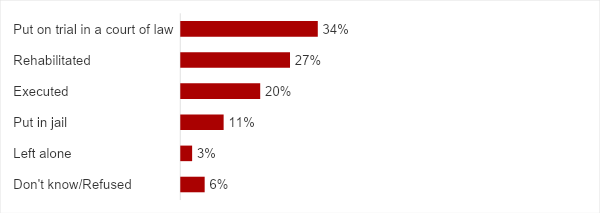 Put on trial in a court of law 34%
Rehabilitated 27%
Executed 20%
Put in jail 11%
Left alone 3%
Don't know/Refused 6%